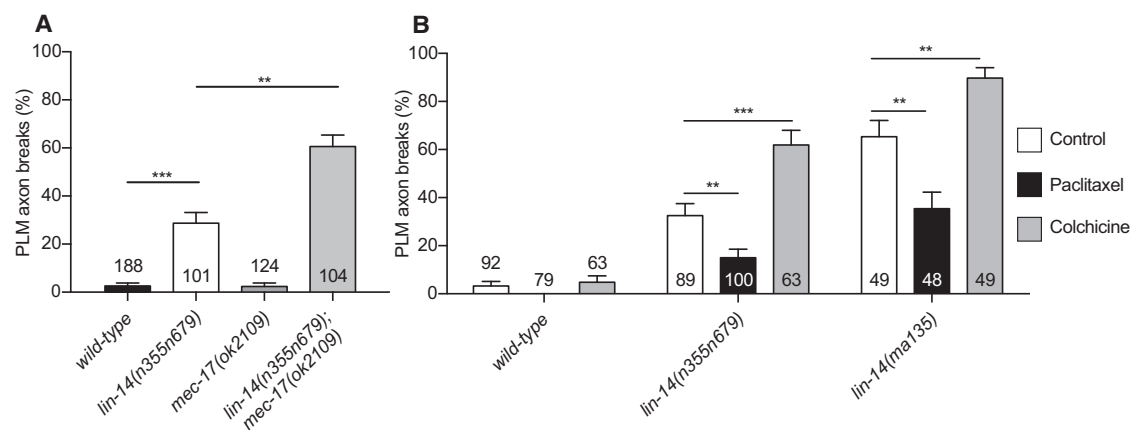 A
PLM axon breaks (%)
100
80
60
40
20
0
***
**
188
101
124
104
wild-type
lin-14(n355n679)
mec-17(ok2109)
lin-14(n355n679);
mec-17(ok2109)
B
PLM axon breaks (%)
100
80
60
40
20
0
**
***
**
**
92
79
63
89
100
63
49
48
49
wild-type
lin-14(n355n679)
lin-14(ma135)
Control
Paclitaxel
Colchicine